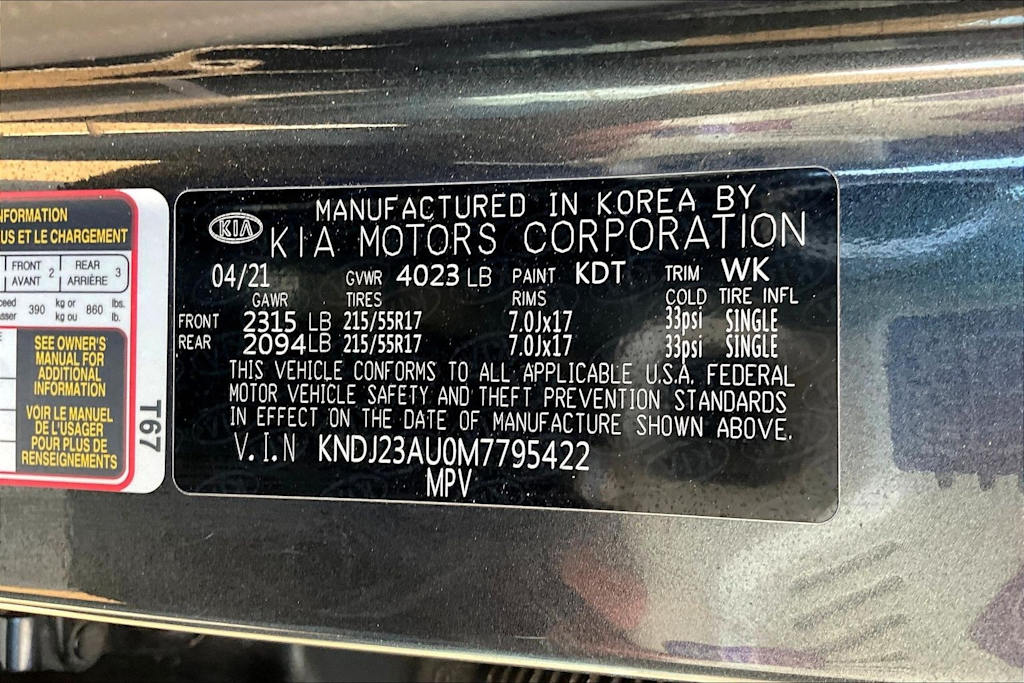 NFORMATION
US ET LE CHARGEMENT
FRONT AVANT 2 REAR ARRIÈRE 3
390 kg or kg ou 860 lbs. lb.
SEE OWNER'S
MANUAL FOR
ADDITIONAL
INFORMATION
VOIR LE MANUEL
DE L'USAGER
POUR PLUS DE
RENSEIGNEMENTS
T67
MANUFACTURED IN KOREA BY
KIA KIA MOTORS CORPORATION
04/21 GVWR 4023 LB PAINT KDT TRIM WK
GAWR TIRES RIMS COLD TIRE INFL
FRONT 2315 LB 215/55R17 7.0Jx17 33psi SINGLE
REAR 2094 LB 215/55R17 7.0Jx17 33psi SINGLE
THIS VEHICLE CONFORMS TO ALL APPLICABLE U.S.A. FEDERAL
MOTOR VEHICLE SAFETY AND THEFT PREVENTION STANDARDS
IN EFFECT ON THE DATE OF MANUFACTURE SHOWN ABOVE.
V.I.N KNDJ23AU0M7795422
MPV